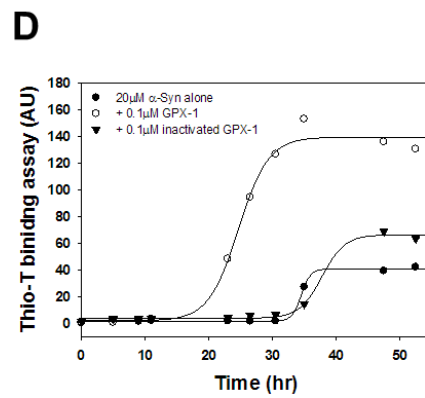 D
Thio-T binidng assay (AU)
180
160
140
120
100
80
60
40
20
0
20μM α-Syn alone
+ 0.1μM GPX-1
+ 0.1μM inactivated GPX-1
0 10 20 30 40 50
Time (hr)